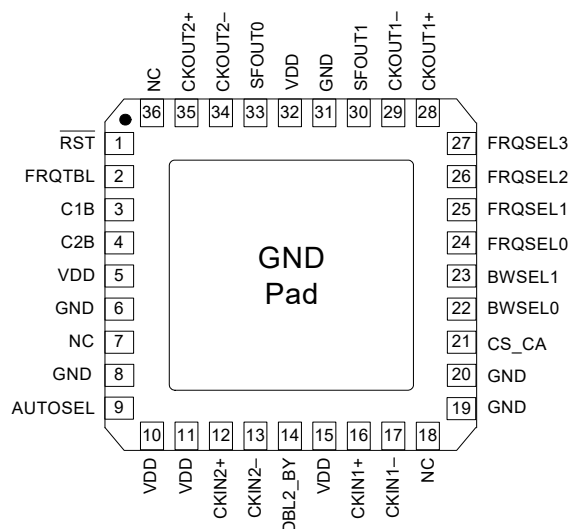 NC
CKOUT2+
CKOUT2–
SFOUT0
VDD
GND
SFOUT1
CKOUT1–
CKOUT1+
36
35
34
33
32
31
30
29
28
RST
1
FRQTBL
2
C1B
3
C2B
4
VDD
5
GND
6
NC
7
GND
8
AUTOSEL
9
GND
Pad
27
FRQSEL3
26
FRQSEL2
25
FRQSEL1
24
FRQSEL0
23
BWSEL1
22
BWSEL0
21
CS_CA
20
GND
19
GND
10
11
12
13
14
15
16
17
18
VDD
VDD
CKIN2+
CKIN2–
DBL2_BY
VDD
CKIN1+
CKIN1–
NC